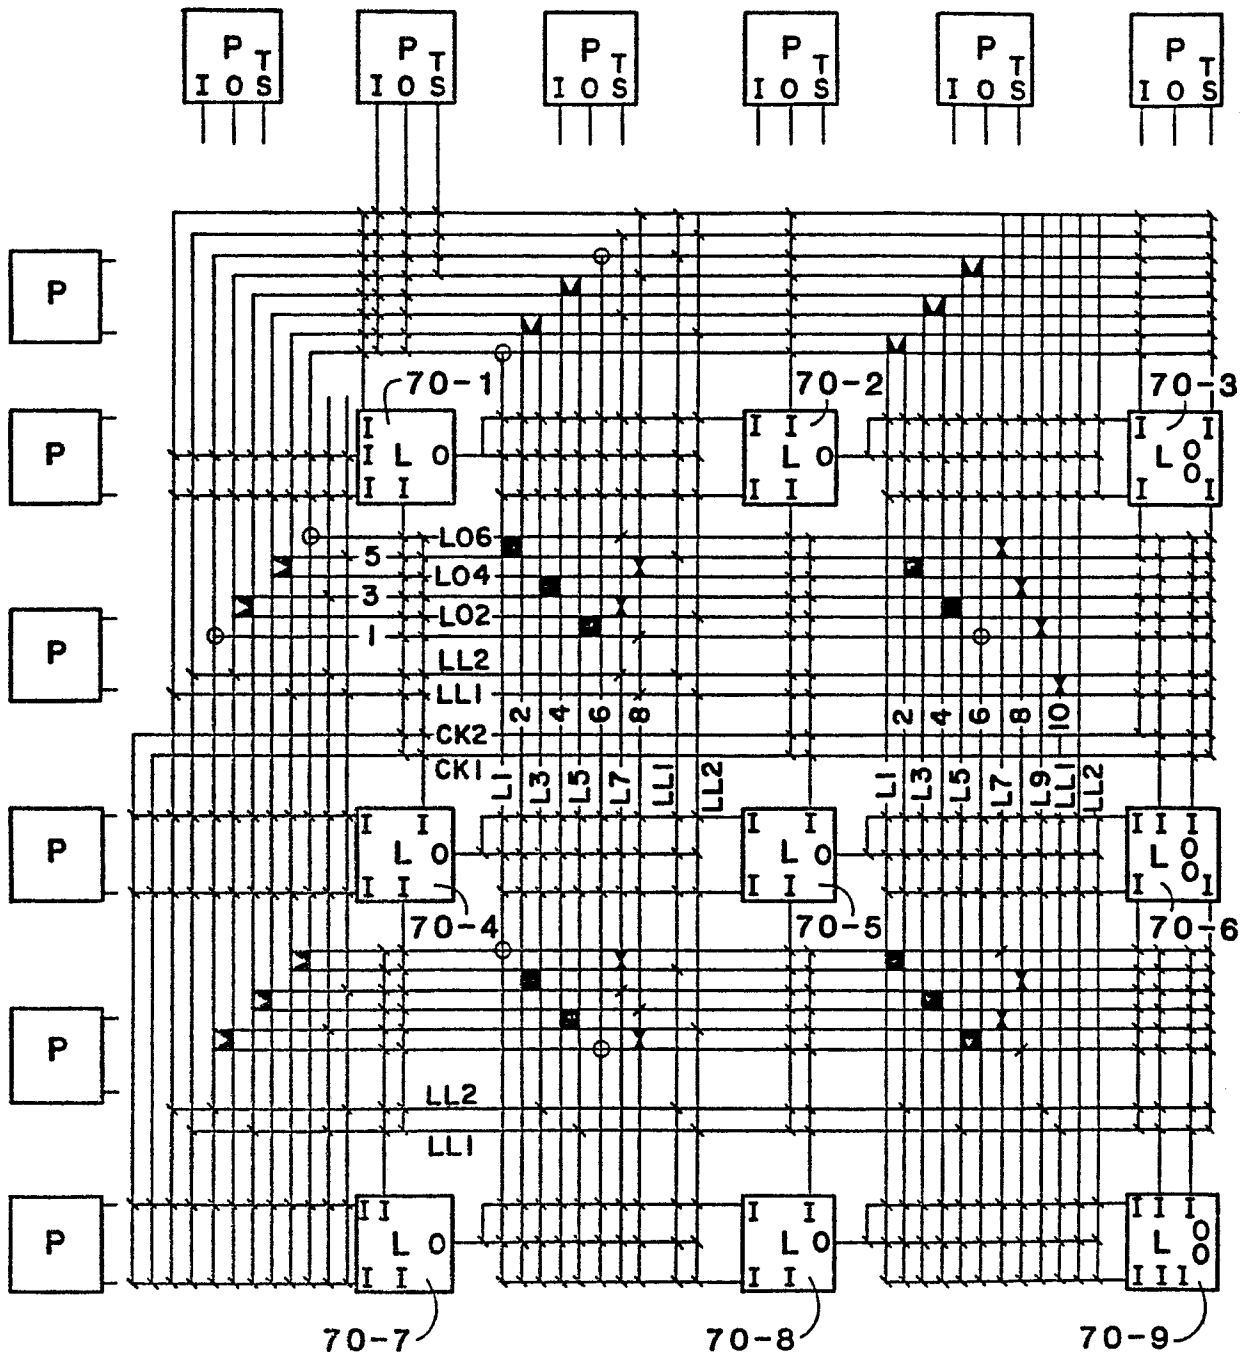 P T P T P T P T P T P T
I O S I O S I O S I O S I O S I O S
P
70-1 70-2 70-3
P
I I I I I
I L O L O L O O
I I I I I I
LO6
5
LO4
3
LO2
1
P
LL2
LL1
2 4 6 8 2 4 6 8 10
CK2
CK1
L1 L3 L5 L7 LL1 LL2 L1 L3 L5 L7 L9 LL1 LL2
P
I I I I I I I
L O L O L O O
I I I I I I
70-4 70-5 70-6
P
LL2
LL1
P
I I I I I I I
L O L O L O O
I I I I I I I
70-7 70-8 70-9